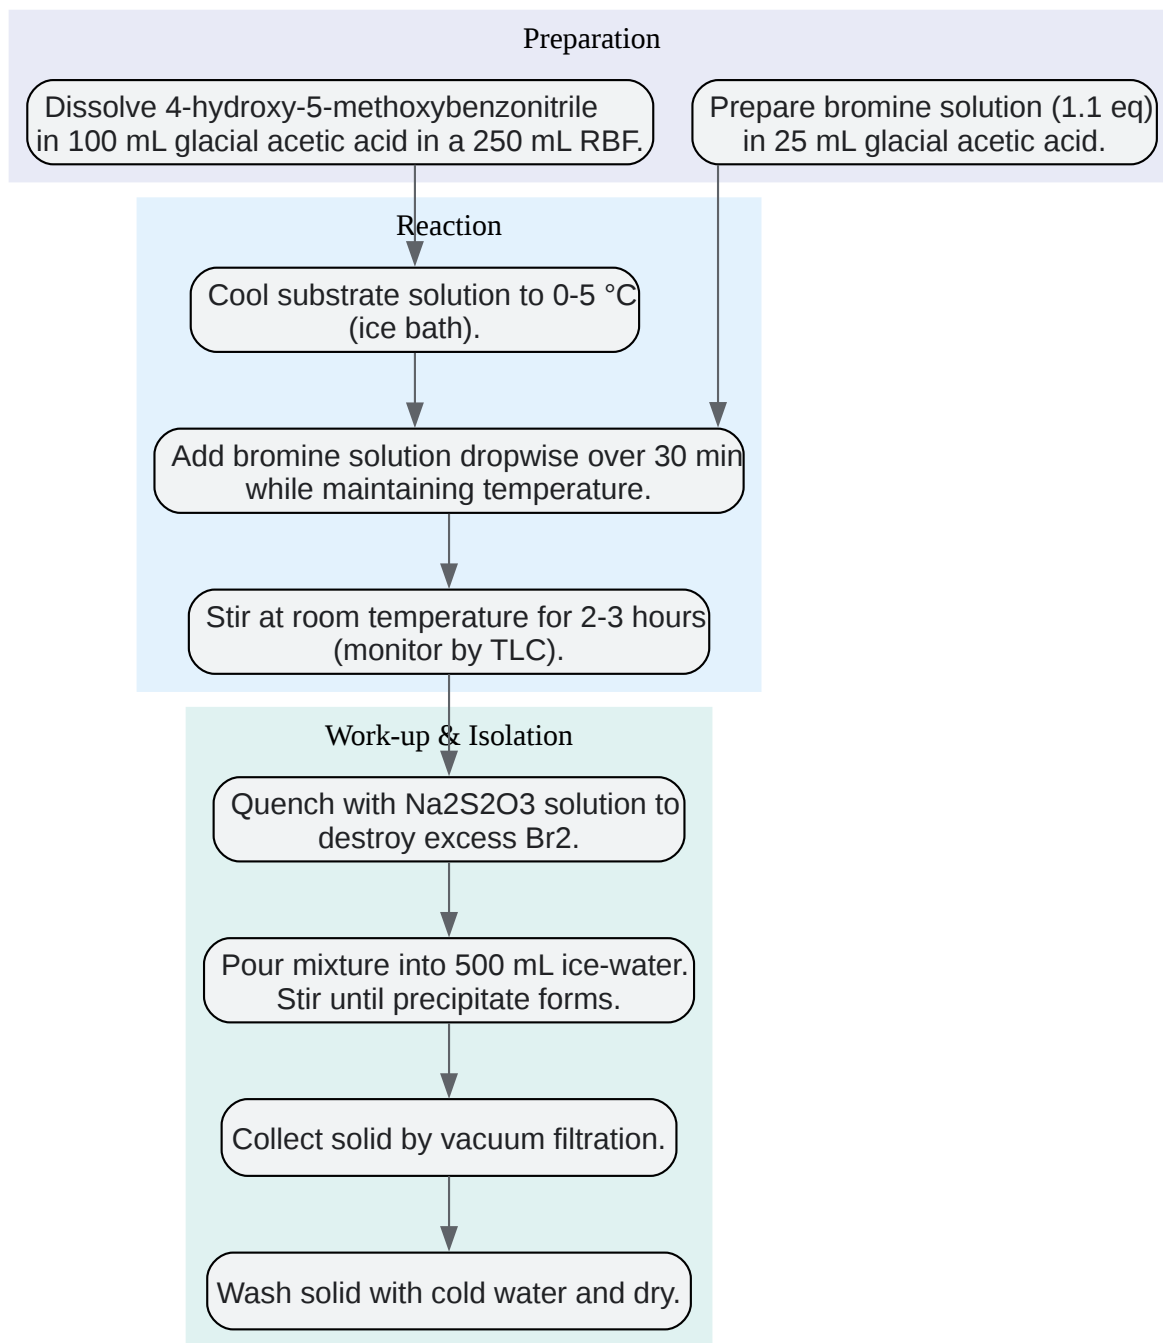 Preparation
Dissolve 4-hydroxy-5-methoxybenzonitrile
in 100 mL glacial acetic acid in a 250 mL RBF.
Prepare bromine solution (1.1 eq)
in 25 mL glacial acetic acid.
Reaction
Cool substrate solution to 0-5 °C
(ice bath).
Add bromine solution dropwise over 30 min
while maintaining temperature.
Stir at room temperature for 2-3 hours
(monitor by TLC).
Work-up & Isolation
Quench with Na2S2O3 solution to
destroy excess Br2.
Pour mixture into 500 mL ice-water.
Stir until precipitate forms.
Collect solid by vacuum filtration.
Wash solid with cold water and dry.